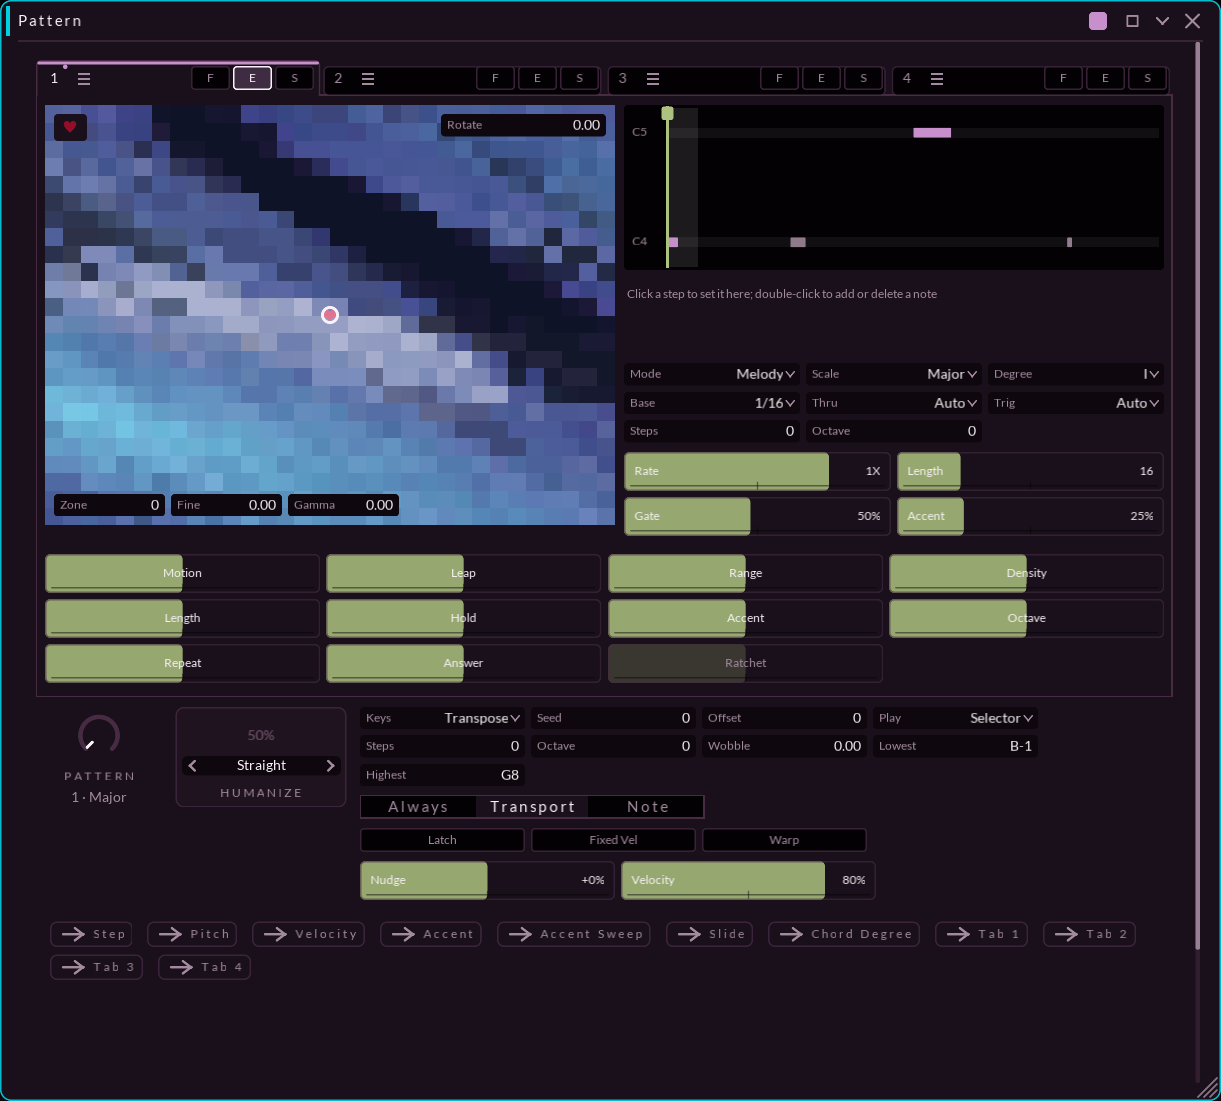 Pattern
1 F E S 2 F E S 3 F E S 4 F E S
Rotate 0.00
C5
C4
Click a step to set it here; double-click to add or delete a note
Mode Melody Scale Major Degree I
Base 1/16 Thru Auto Trig Auto
Steps 0 Octave 0
Rate 1X Length 16
Zone 0 Fine 0.00 Gamma 0.00
Gate 50% Accent 25%
Motion Leap Range Density
Length Hold Accent Octave
Repeat Answer Ratchet
Keys Transpose Seed 0 Offset 0 Play Selector
50%
Steps 0 Octave 0 Wobble 0.00 Lowest B-1
Straight
PATTERN
Highest G8
HUMANIZE
1 · Major
Always Transport Note
Latch Fixed Vel Warp
Nudge +0% Velocity 80%
Step Pitch Velocity Accent Accent Sweep Slide Chord Degree Tab 1 Tab 2
Tab 3 Tab 4